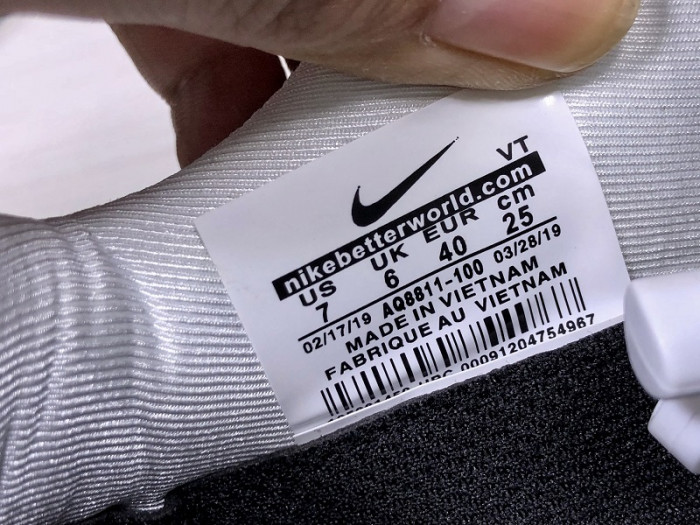 VT
nikebetterworld.com
US UK EUR cm
7 6 40 25
02/17/19 AQ8811-100 03/28/19
MADE IN VIETNAM
FABRIQUE AU VIETNAM
00091204754967